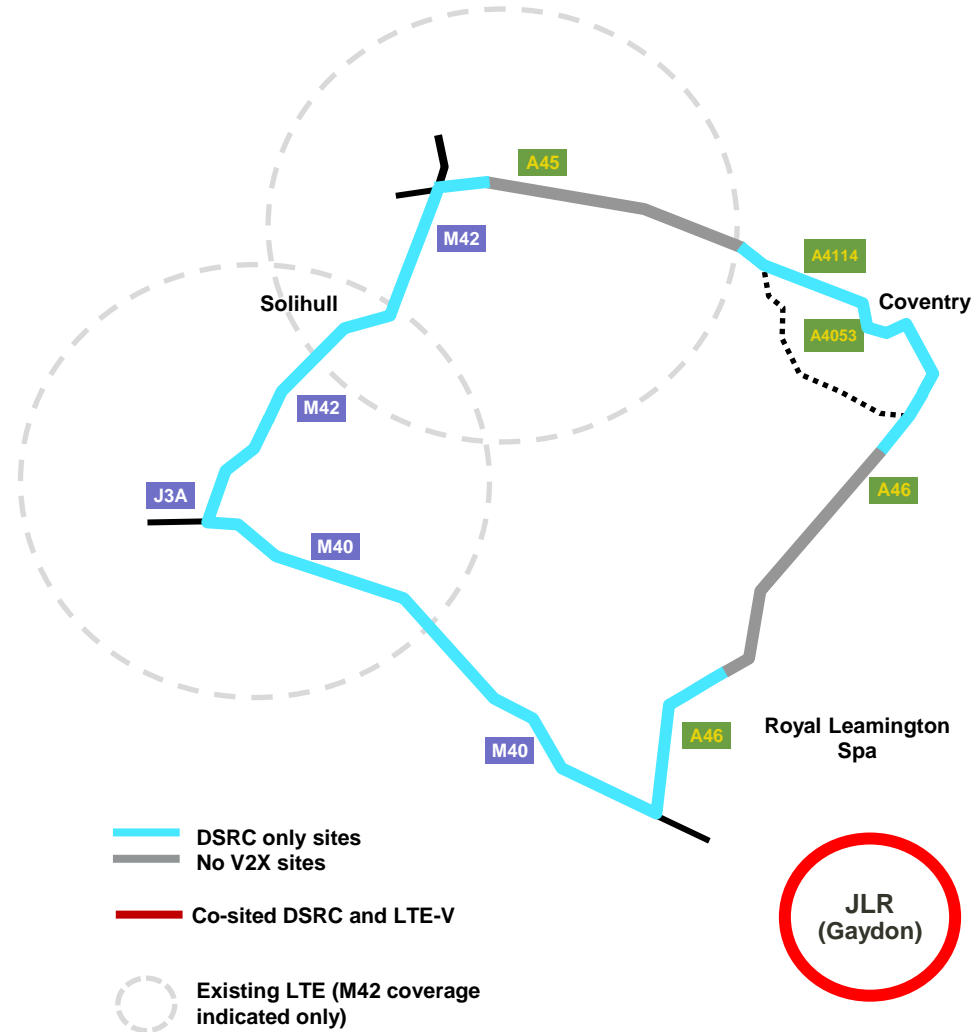 A45
M42
A4114
Solihull
Coventry
A4053
M42
J3A
A46
M40
Royal Leamington
Spa
A46
M40
DSRC only sites
No V2X sites
Co-sited DSRC and LTE-V
JLR
(Gaydon)
Existing LTE (M42 coverage
indicated only)